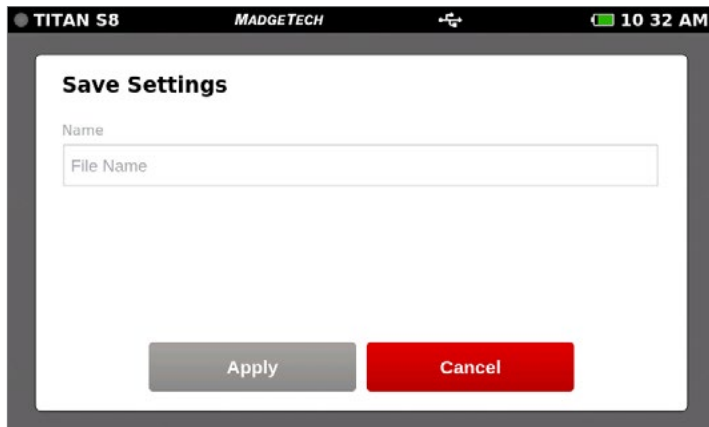 TITAN S8 MADGETECH 10 32 AM
Save Settings
Name
File Name
Apply Cancel